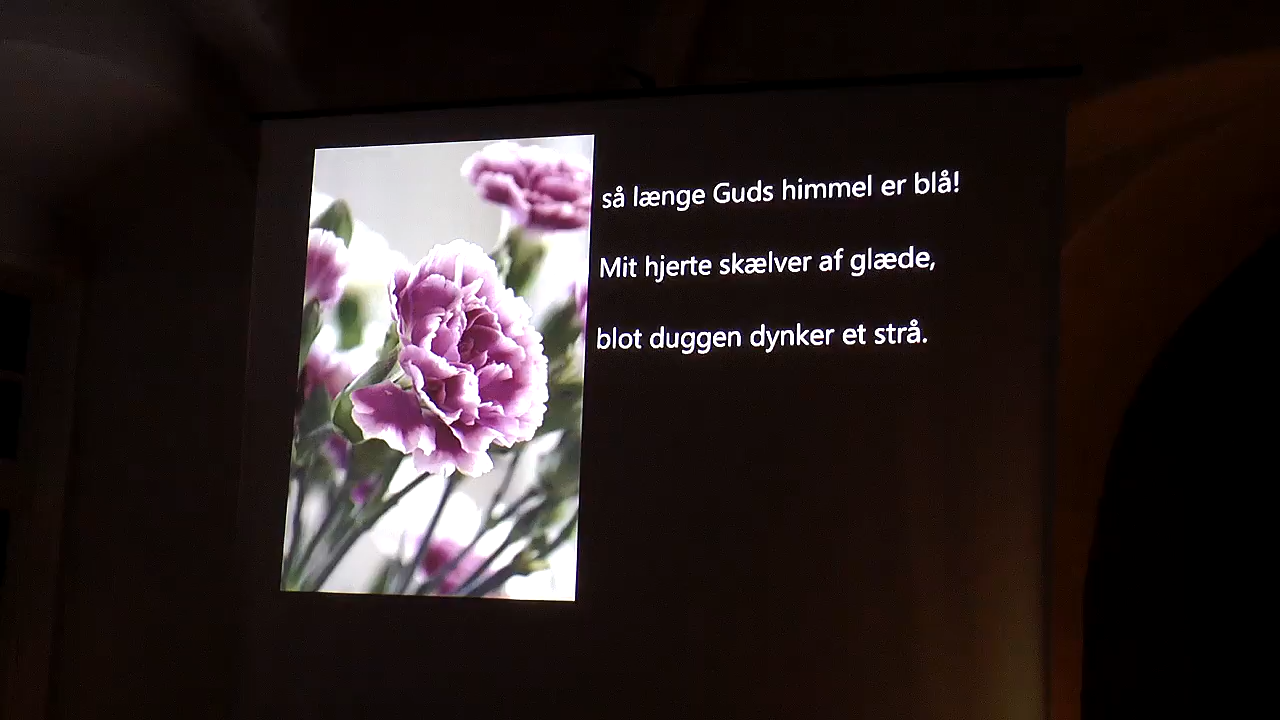 så længe Guds himmel er blå!
Mit hjerte skælver af glæde,
blot duggen dynker et strå.